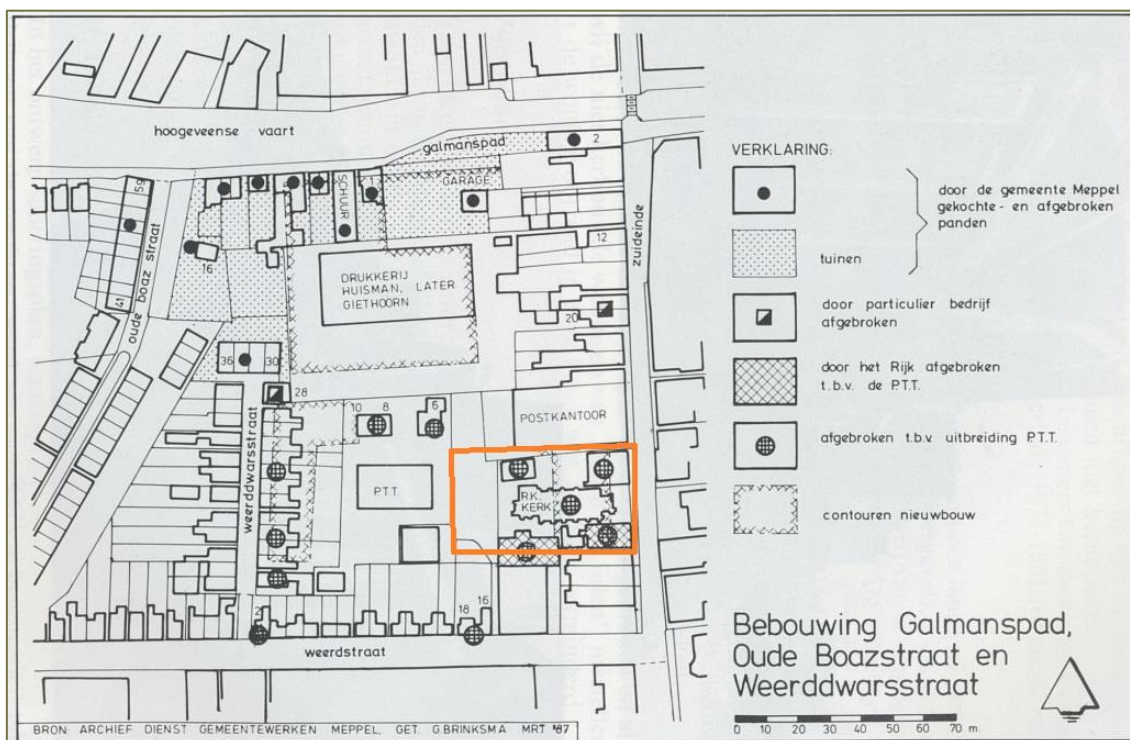 hoogeveense vaart
galmanspad
2
GARAGE
SCHUUR
59
oude boaz straat
41
16
zuideinde
12
20
DRUKKERIJ
HUISMAN, LATER
GIETHOORN
36
30
28
10
8
6
POSTKANTOOR
weerddwarsstraat
P.T.T.
R.K.
KERK
2
18
16
weerdstraat
VERKLARING:
door de gemeente Meppel
gekochte- en afgebroken
panden
tuinen
door particulier bedrijf
afgebroken
door het Rijk afgebroken
t.b.v. de P.T.T.
afgebroken t.b.v uitbreiding P.T.T.
contouren nieuwbouw
Bebouwing Galmanspad,
Oude Boazstraat en
Weerddwarsstraat
0 10 20 30 40 50 60 70 m.
BRON ARCHIEF DIENST GEMEENTEWERKEN MEPPEL, GET. G.BRINKSMA MRT '87